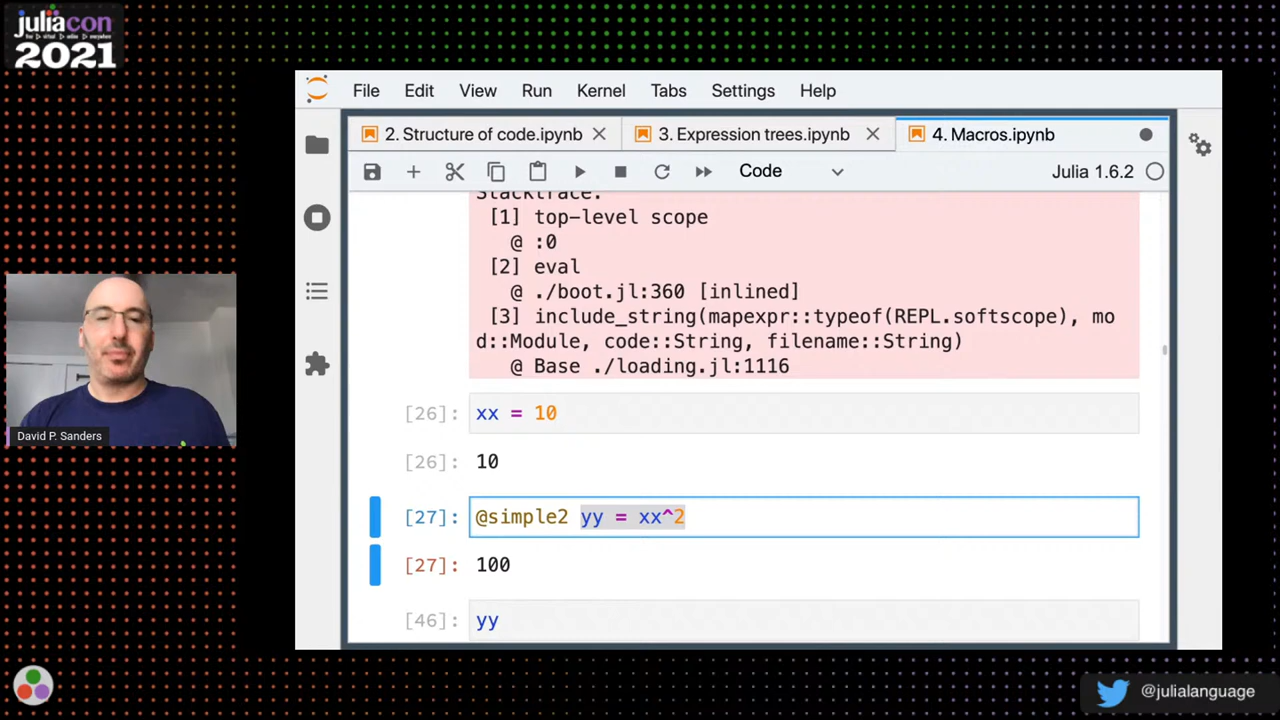 juliacon
2021
File Edit View Run Kernel Tabs Settings Help
2. Structure of code.ipynb
3. Expression trees.ipynb
4. Macros.ipynb
Code
Julia 1.6.2
Stacktrace:
[1] top-level scope
@ :0
[2] eval
@ ./boot.jl:360 [inlined]
[3] include_string(mapexpr::typeof(REPL.softscope), mo
d::Module, code::String, filename::String)
@ Base ./loading.jl:1116
[26]: xx = 10
[26]: 10
[27]: @simple2 yy = xx^2
[27]: 100
[46]: yy
David P. Sanders
@julialanguage